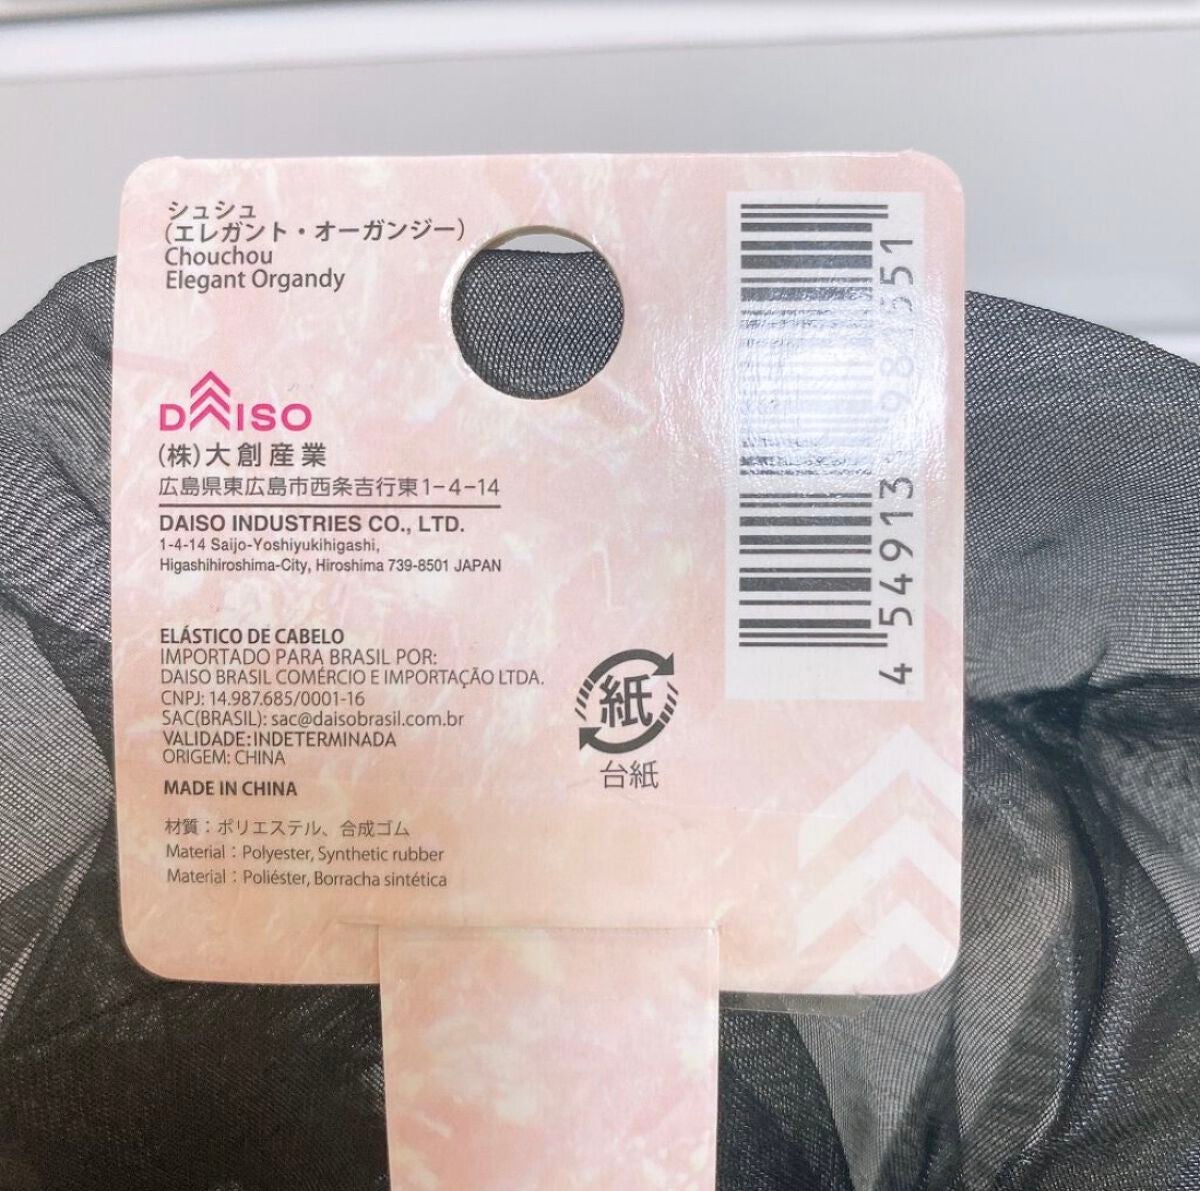 シュシュ
(エレガント・オーガンジー)
Chouchou
Elegant Organdy
DAISO
(株)大創産業
広島県東広島市西条吉行東1-4-14
DAISO INDUSTRIES CO., LTD.
1-4-14 Saijo-Yoshiyukihigashi,
Higashihiroshima-City, Hiroshima 739-8501 JAPAN
ELÁSTICO DE CABELO
IMPORTADO PARA BRASIL POR:
DAISO BRASIL COMÉRCIO E IMPORTAÇÃO LTDA.
CNPJ: 14.987.685/0001-16
SAC(BRASIL): sac@daisobrasil.com.br
VALIDADE:INDETERMINADA
ORIGEM: CHINA
MADE IN CHINA
材質：ポリエステル、合成ゴム
Material : Polyester, Synthetic rubber
Material : Poliéster, Borracha sintética
紙
台紙
4 54913